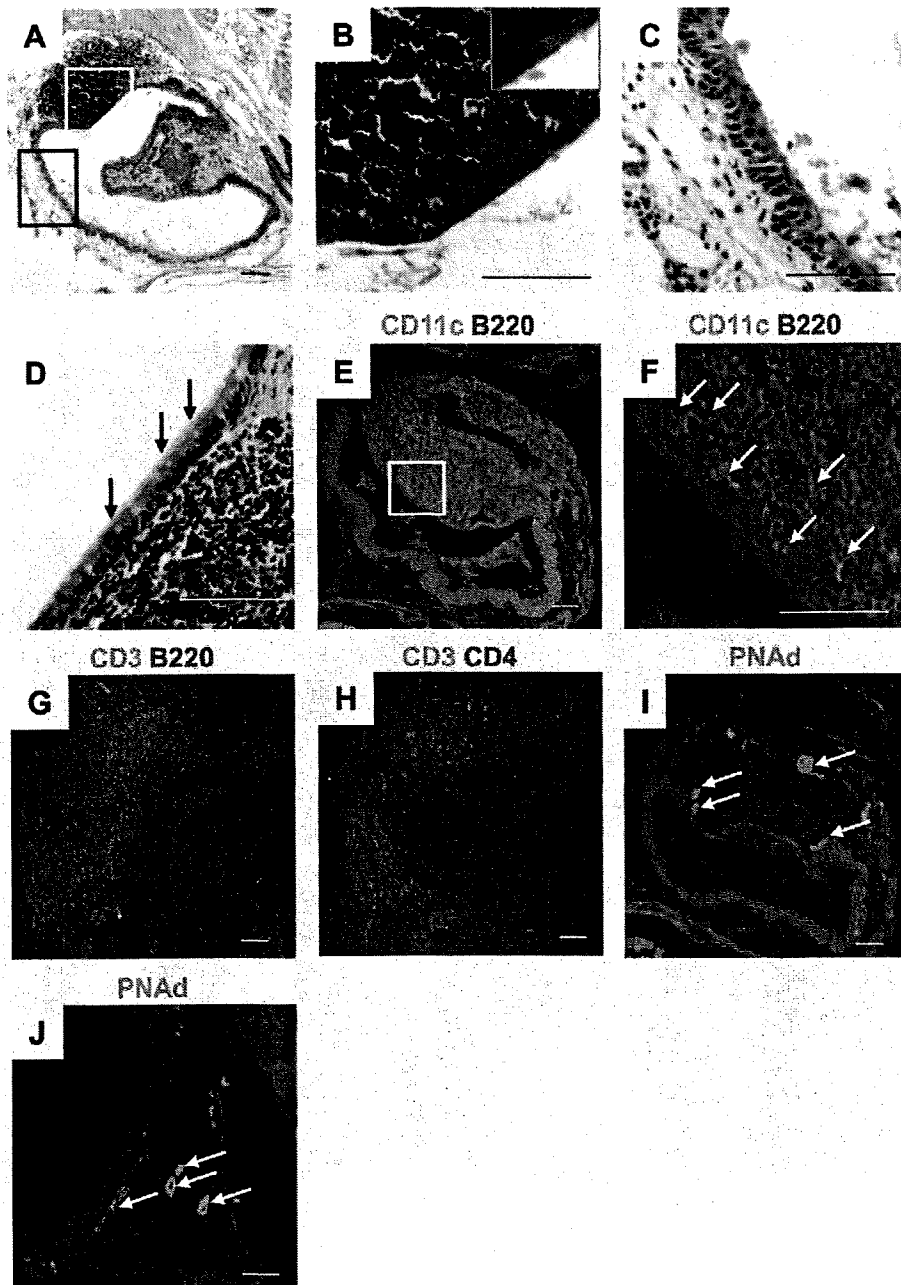 A B C
CD11c B220 CD11c B220
D E F
CD3 B220 CD3 CD4 PNAd
G H I
PNAd
J